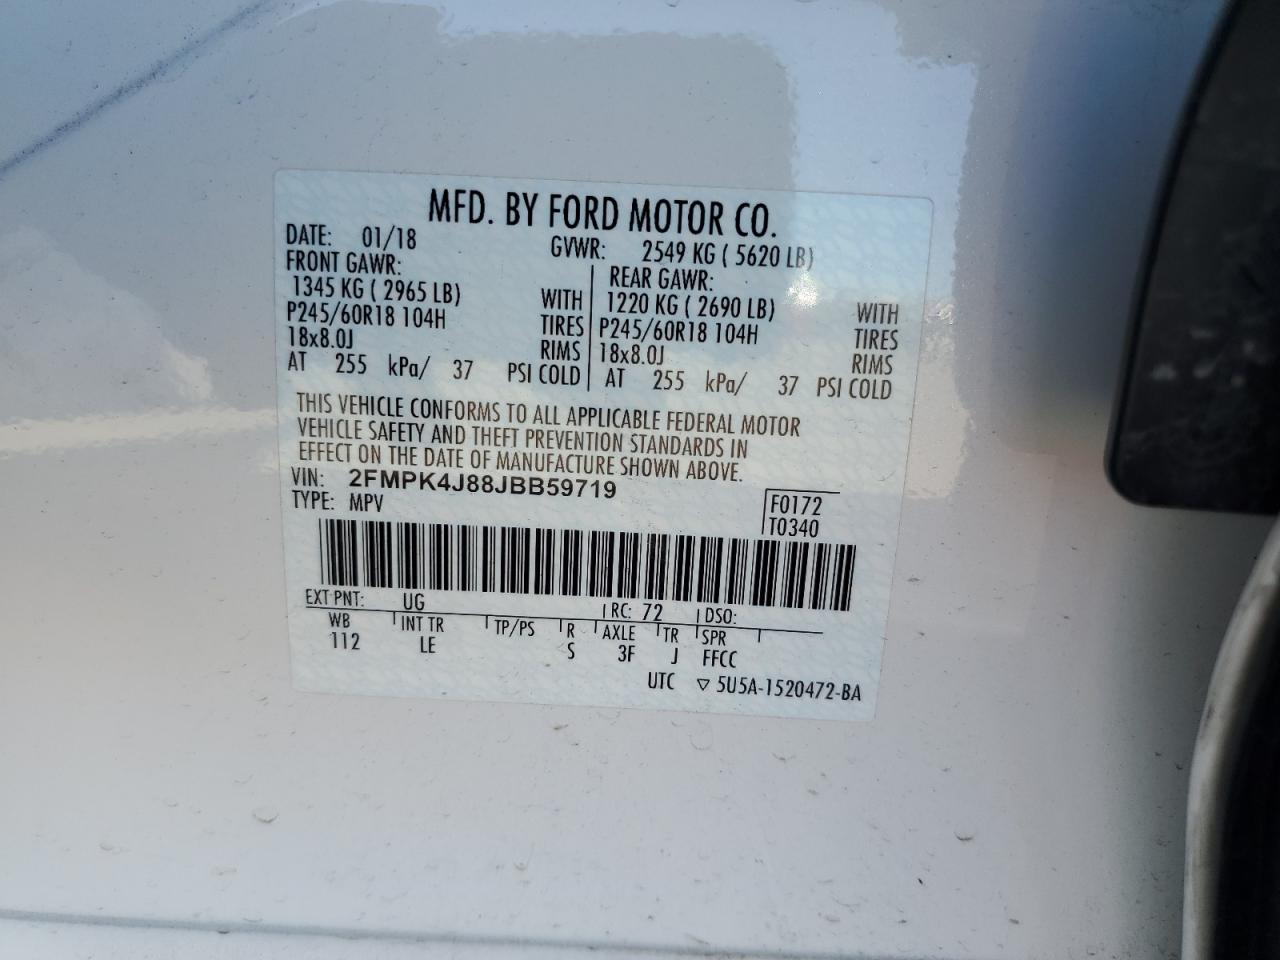 MFD. BY FORD MOTOR CO.
DATE: 01/18 GVWR: 2549 KG ( 5620 LB)
FRONT GAWR: REAR GAWR:
1345 KG ( 2965 LB) WITH 1220 KG ( 2690 LB) WITH
P245/60R18 104H TIRES P245/60R18 104H TIRES
18x8.0J RIMS 18x8.0J RIMS
AT 255 kPa/ 37 PSI COLD AT 255 kPa/ 37 PSI COLD
THIS VEHICLE CONFORMS TO ALL APPLICABLE FEDERAL MOTOR
VEHICLE SAFETY AND THEFT PREVENTION STANDARDS IN
EFFECT ON THE DATE OF MANUFACTURE SHOWN ABOVE.
VIN: 2FMPK4J88JBB59719
TYPE: MPV F0172
T0340
EXT PNT: UG RC: 72 DSO:
WB INT TR TP/PS R AXLE TR SPR
112 LE S 3F J FFCC
UTC ▽ 5U5A-1520472-BA